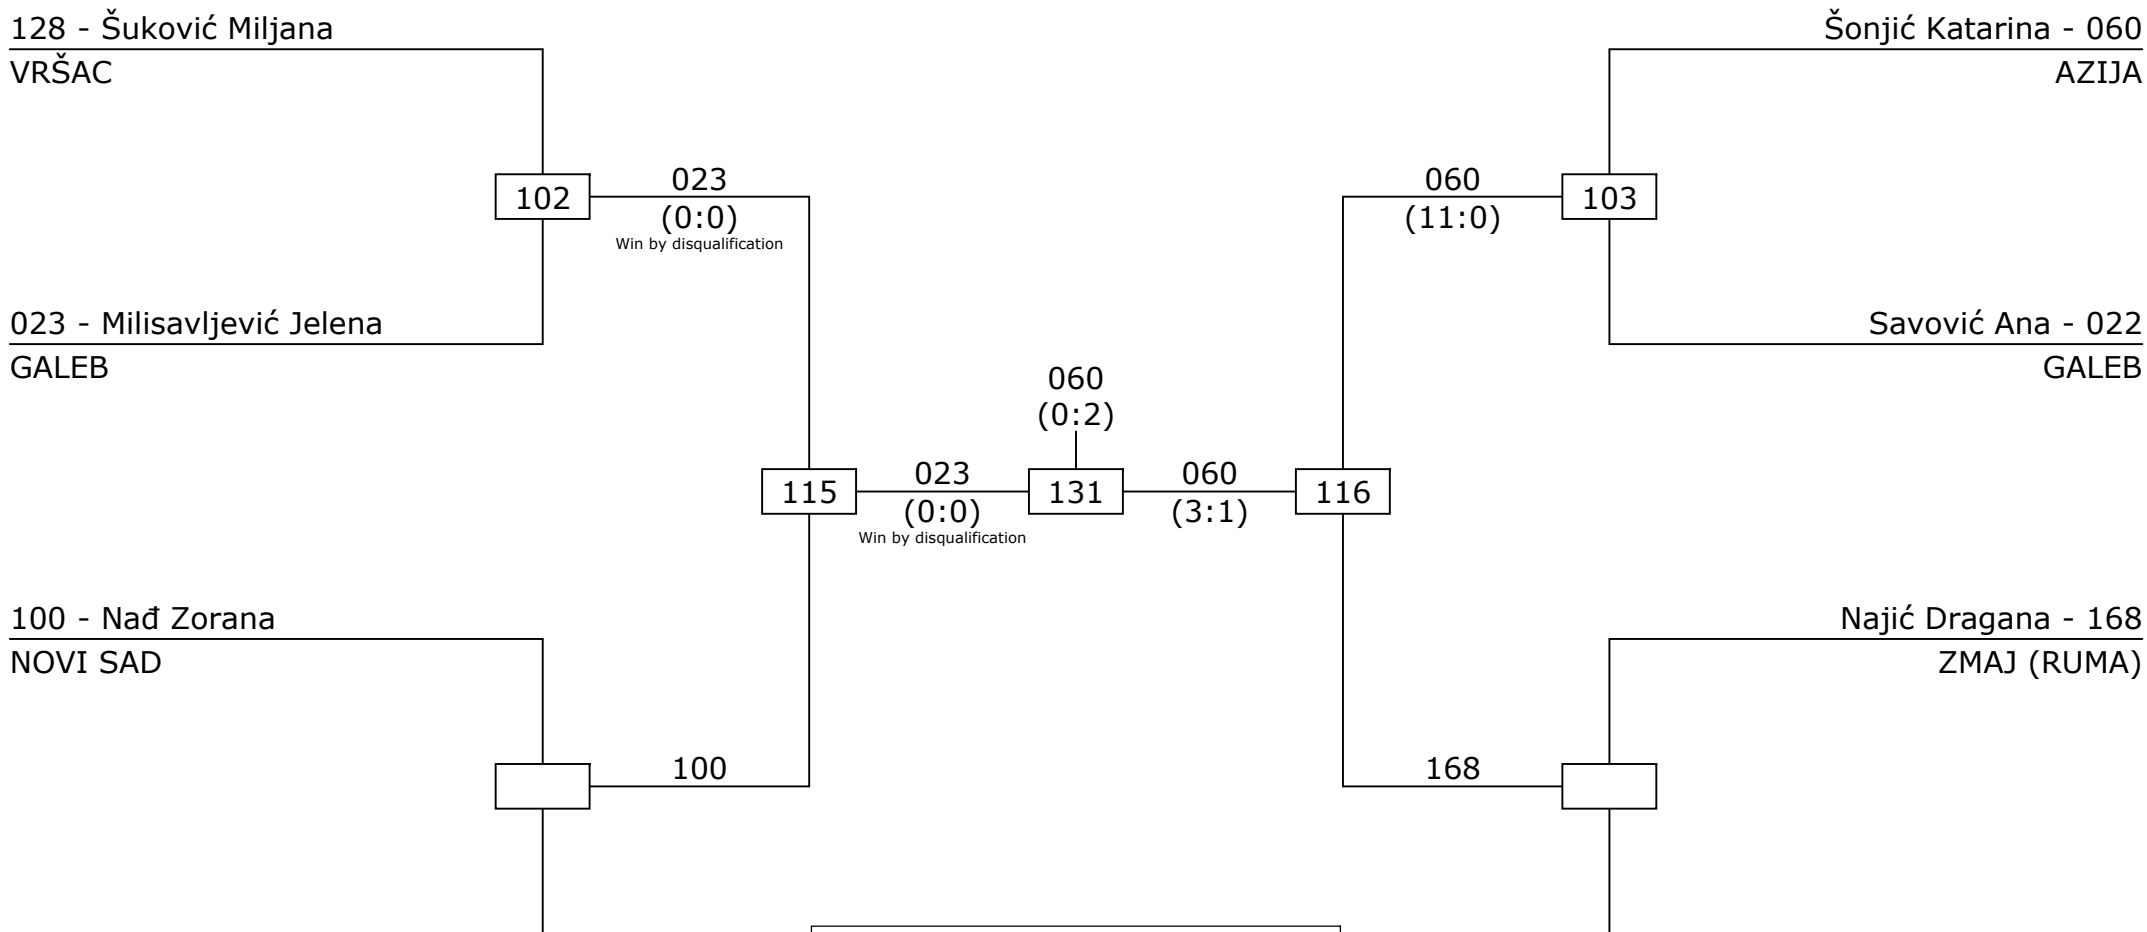 128 - Šuković Miljana
VRŠAC
Šonjić Katarina - 060
AZIJA
102
023
(0:0)
Win by disqualification
060
(11:0)
103
023 - Milisavljević Jelena
GALEB
Savović Ana - 022
GALEB
060
(0:2)
115
023
(0:0)
Win by disqualification
131
060
(3:1)
116
100 - Nađ Zorana
NOVI SAD
Najić Dragana - 168
ZMAJ (RUMA)
100
168